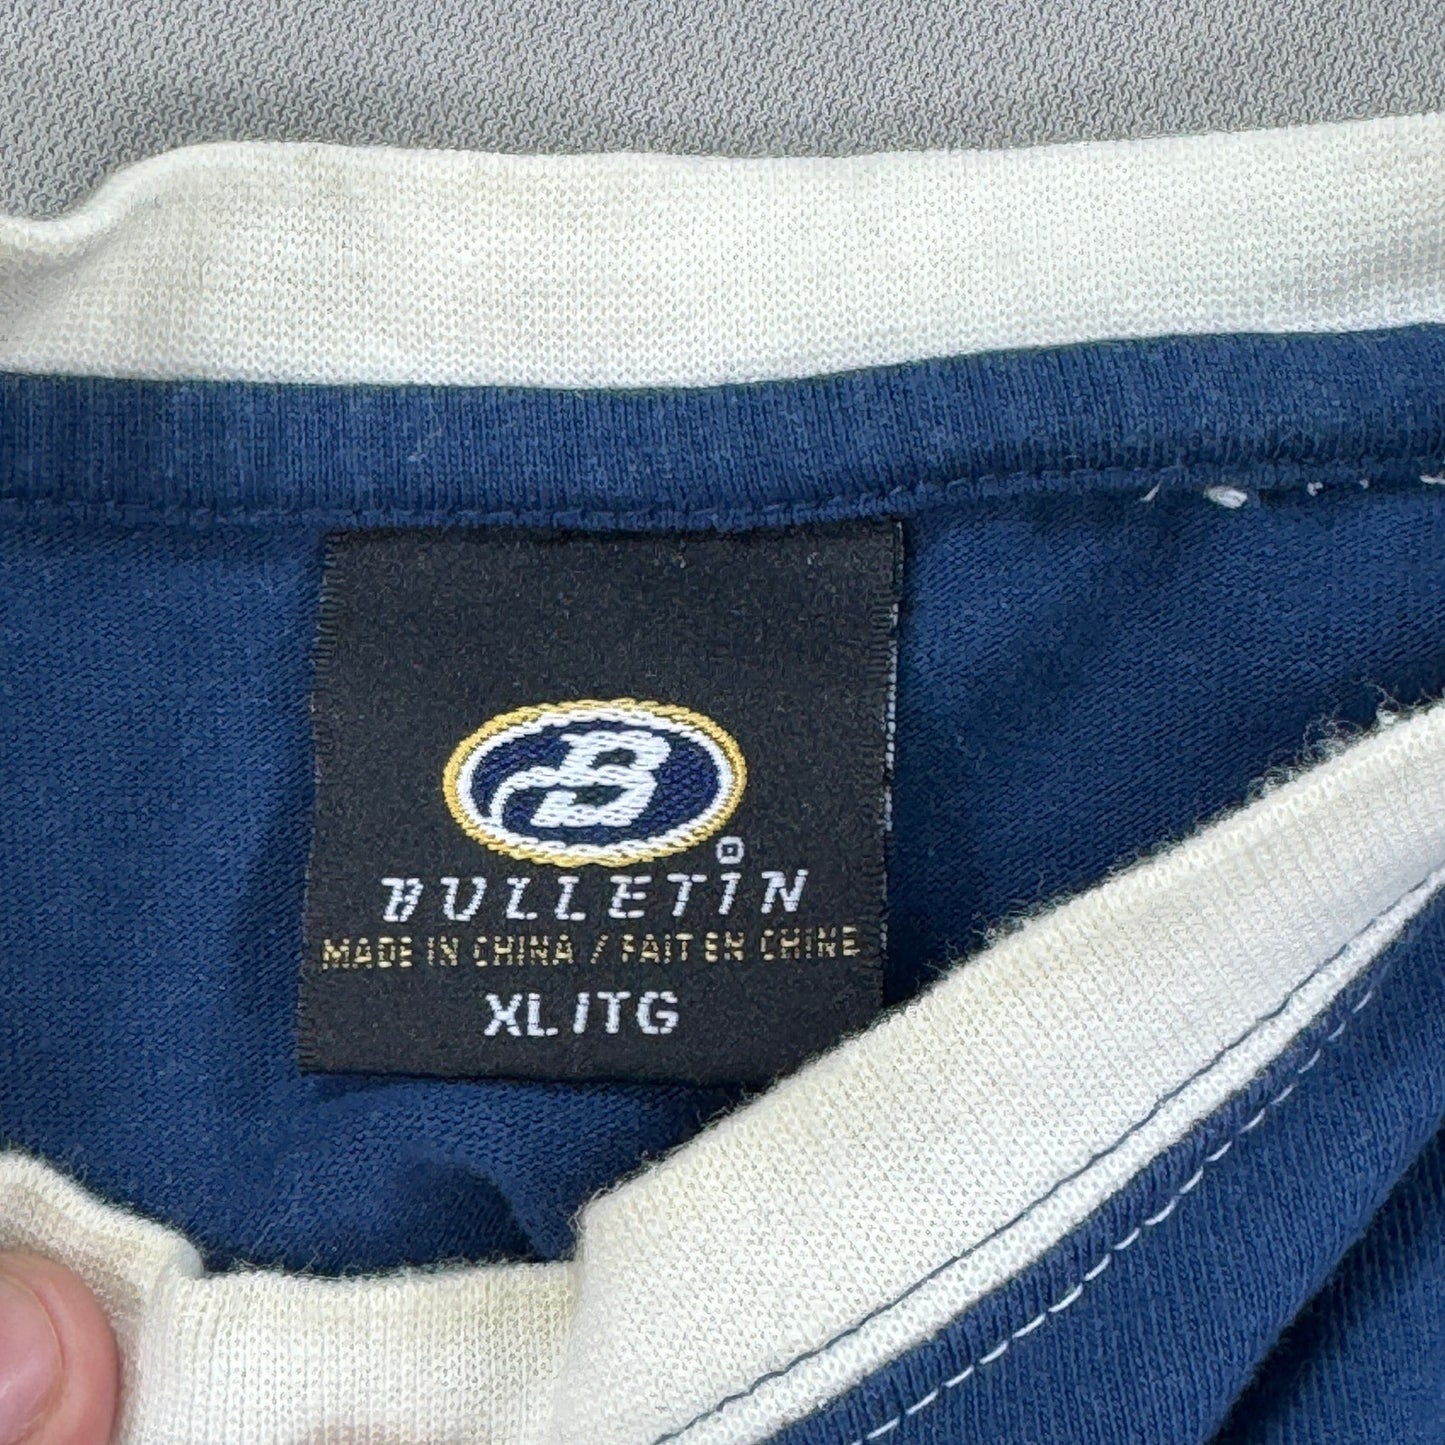 B
BULLETIN
MADE IN CHINA / FAIT EN CHINE
XL/TG